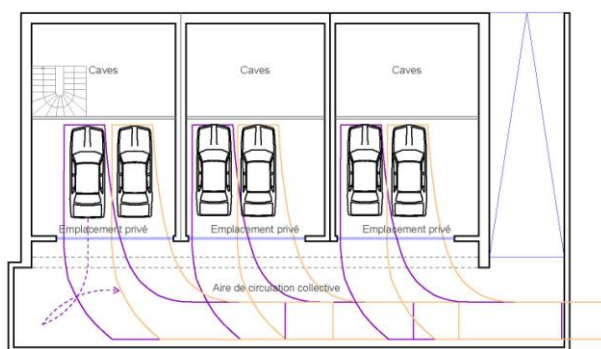 Caves
Caves
Caves
Emplacement privé
Emplacement privé
Emplacement privé
Aire de circulation collective